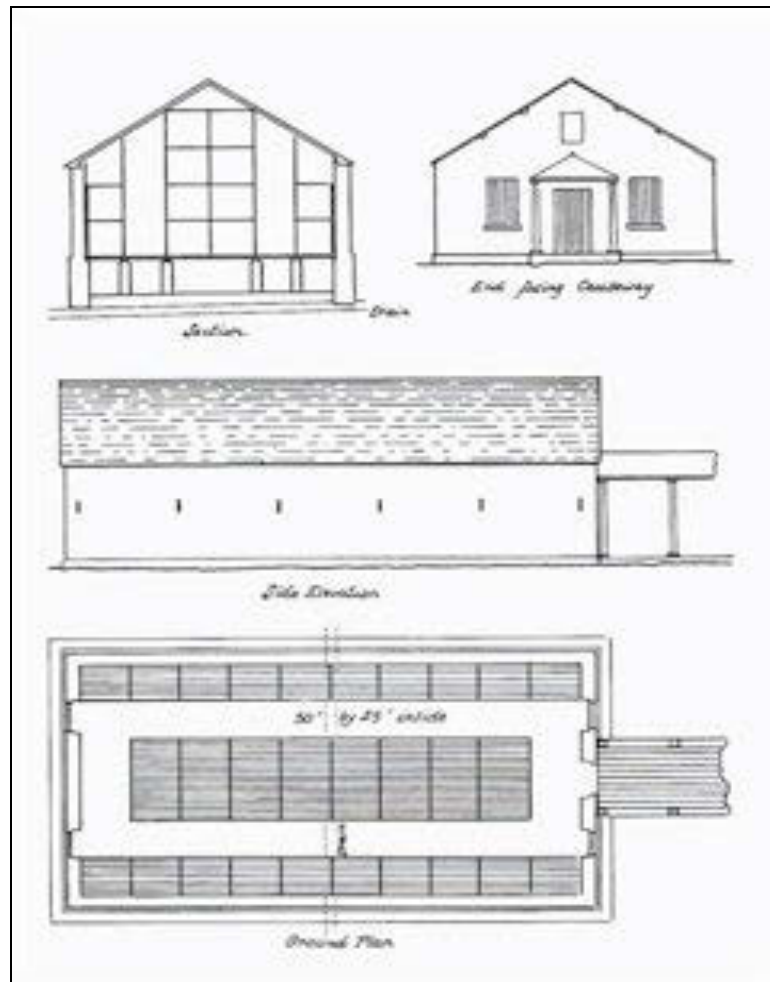 Drain
Section
End facing Causeway
Side Elevation
50' by 25' inside
Ground Plan